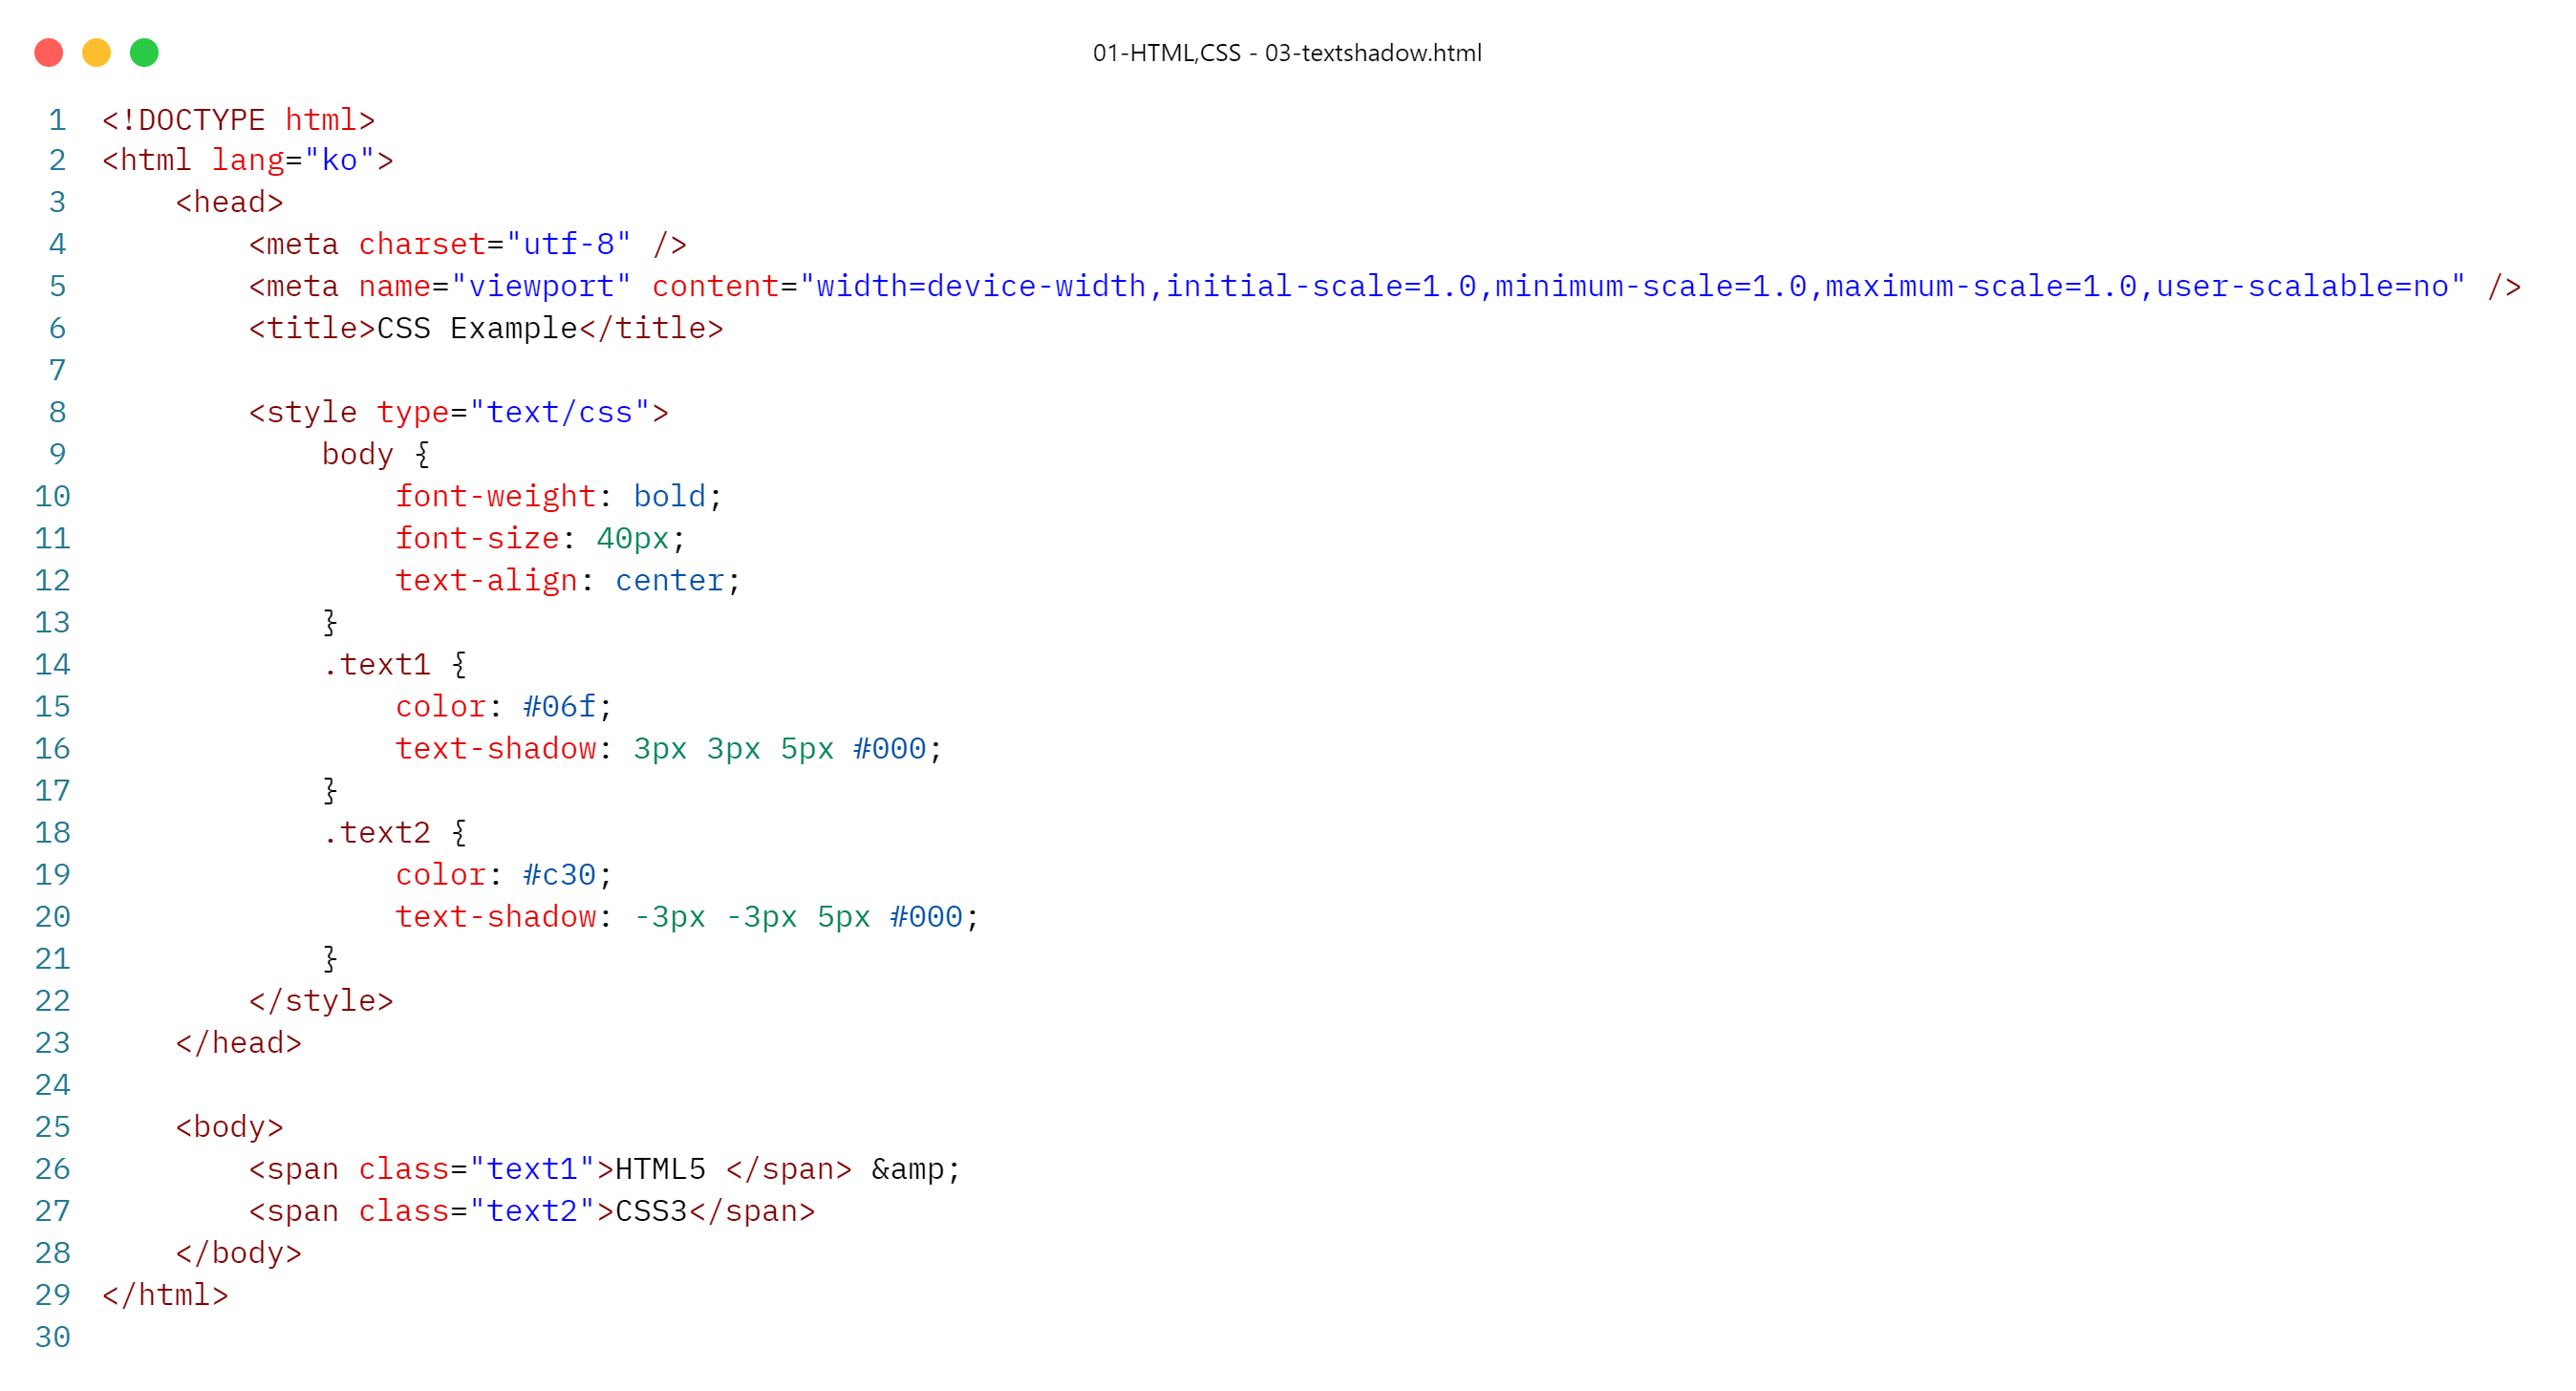 01-HTML,CSS - 03-textshadow.html
1 <!DOCTYPE html>
2 <html lang="ko">
3     <head>
4         <meta charset="utf-8" />
5         <meta name="viewport" content="width=device-width,initial-scale=1.0,minimum-scale=1.0,maximum-scale=1.0,user-scalable=no" />
6         <title>CSS Example</title>
7
8         <style type="text/css">
9             body {
10                 font-weight: bold;
11                 font-size: 40px;
12                 text-align: center;
13             }
14             .text1 {
15                 color: #06f;
16                 text-shadow: 3px 3px 5px #000;
17             }
18             .text2 {
19                 color: #c30;
20                 text-shadow: -3px -3px 5px #000;
21             }
22         </style>
23     </head>
24
25     <body>
26         <span class="text1">HTML5 </span> &amp;
27         <span class="text2">CSS3</span>
28     </body>
29 </html>
30